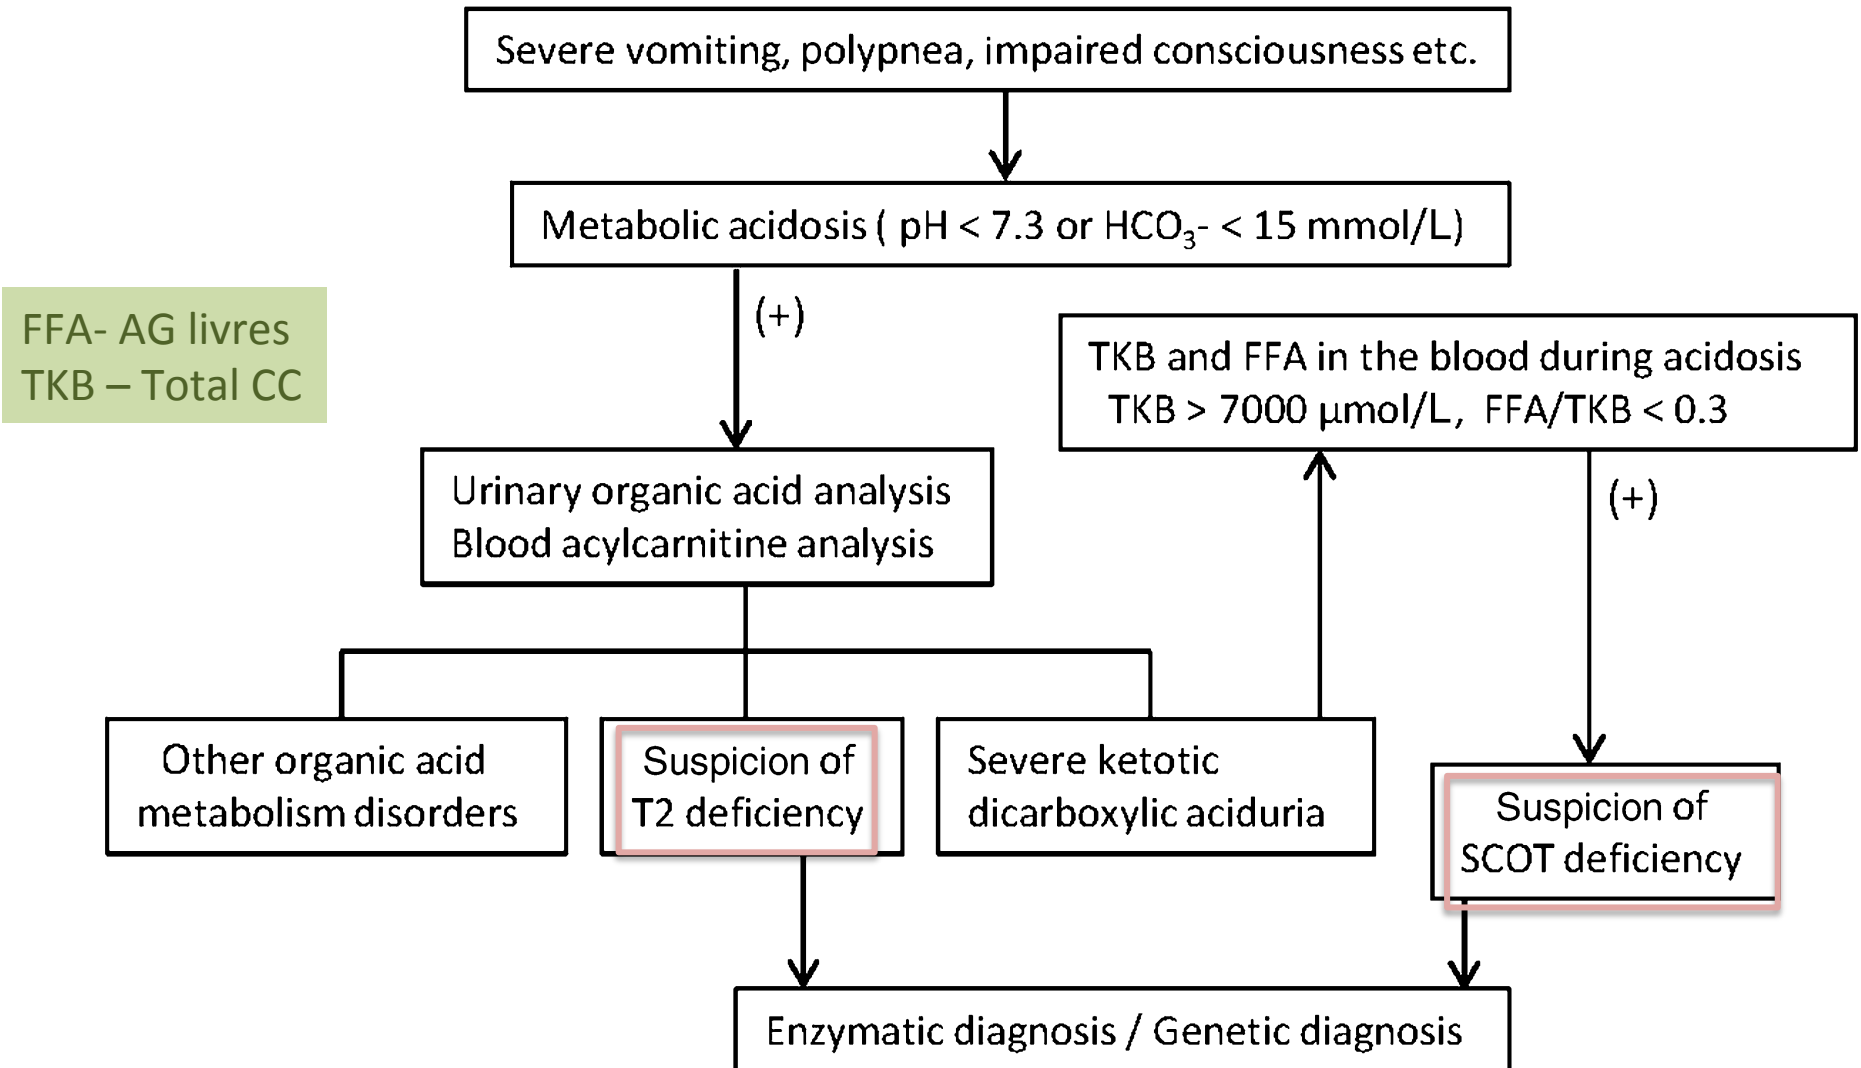 Severe vomiting, polypnea, impaired consciousness etc.
Metabolic acidosis ( pH < 7.3 or HCO₃- < 15 mmol/L)
(+)
FFA- AG livres
TKB – Total CC
TKB and FFA in the blood during acidosis
TKB > 7000 μmol/L, FFA/TKB < 0.3
(+)
Urinary organic acid analysis
Blood acylcarnitine analysis
Other organic acid
metabolism disorders
Suspicion of
T2 deficiency
Severe ketotic
dicarboxylic aciduria
Suspicion of
SCOT deficiency
Enzymatic diagnosis / Genetic diagnosis